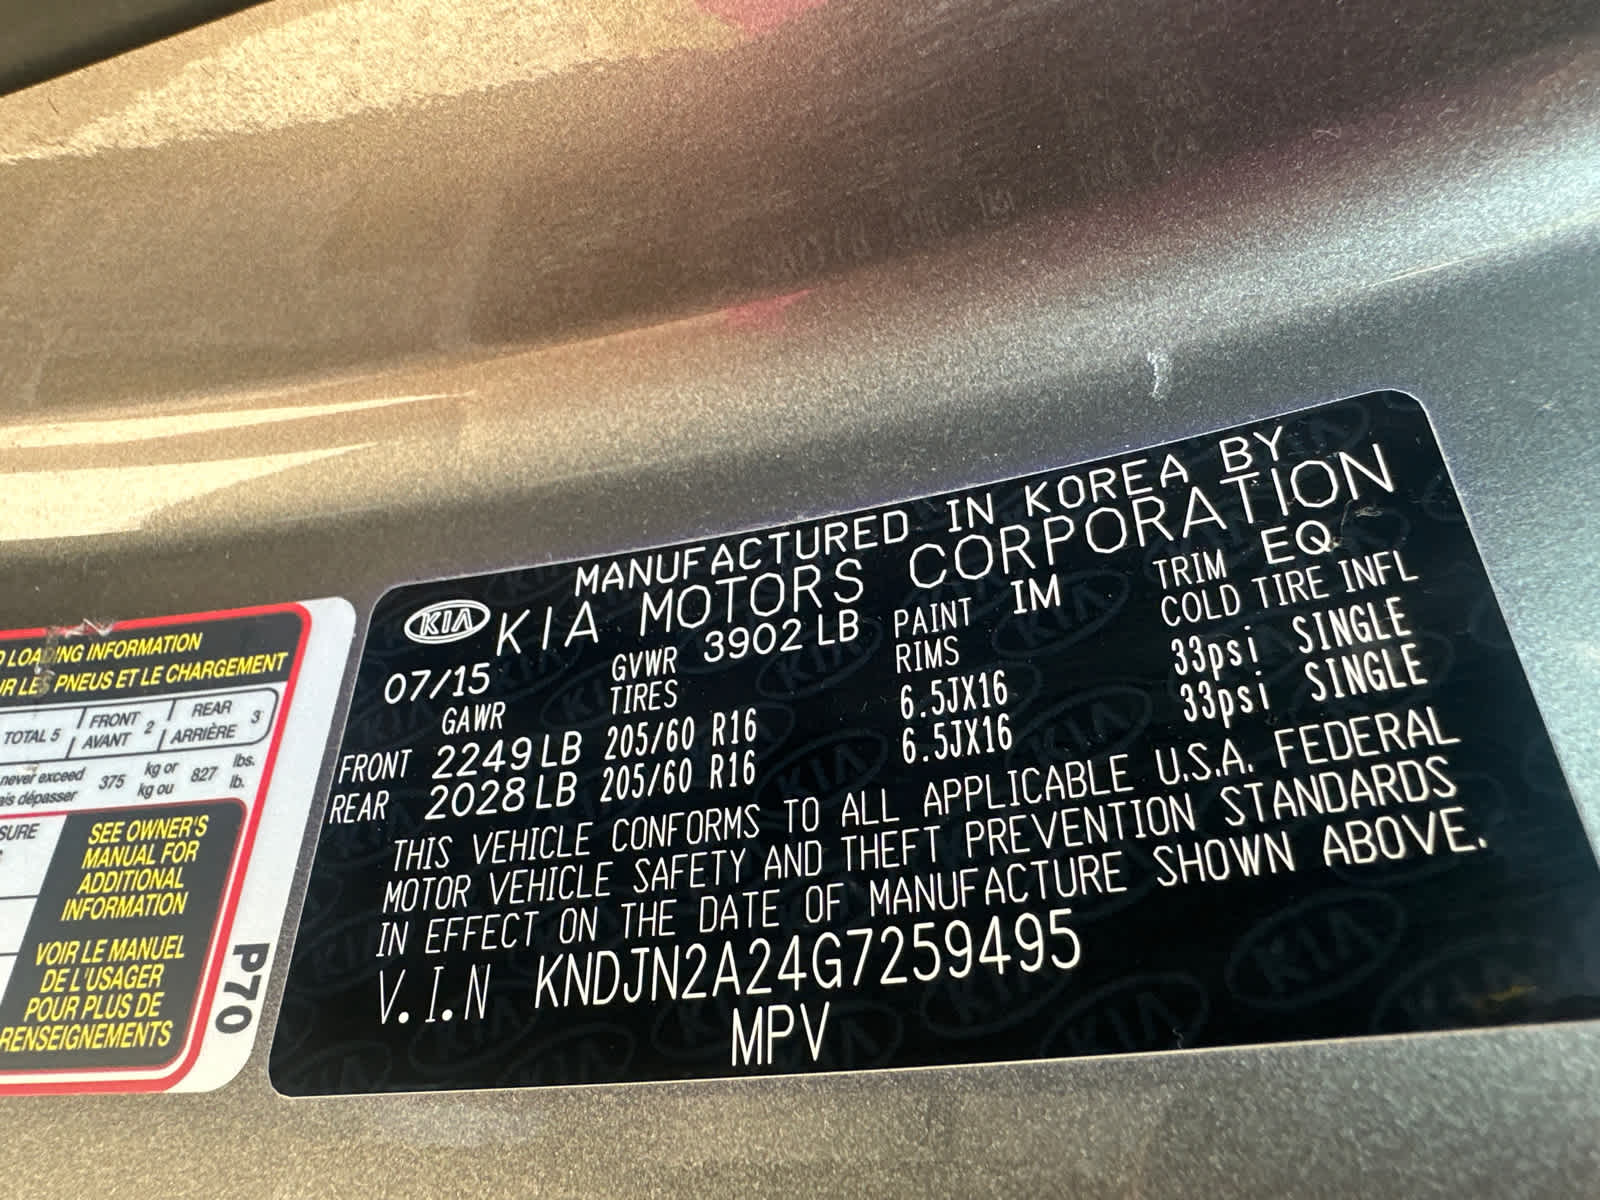 MANUFACTURED IN KOREA BY
KIA KIA MOTORS CORPORATION
07/15 GVWR 3902 LB PAINT IM TRIM EQ
GAWR TIRES RIMS COLD TIRE INFL
FRONT 2249 LB 205/60 R16 6.5JX16 33psi SINGLE
REAR 2028 LB 205/60 R16 6.5JX16 33psi SINGLE
THIS VEHICLE CONFORMS TO ALL APPLICABLE U.S.A. FEDERAL
MOTOR VEHICLE SAFETY AND THEFT PREVENTION STANDARDS
IN EFFECT ON THE DATE OF MANUFACTURE SHOWN ABOVE.
V.I.N KNDJN2A24G7259495
MPV
LOADING INFORMATION
LES PNEUS ET LE CHARGEMENT
TOTAL 5 FRONT AVANT 2 REAR ARRIÈRE 3
never exceed 375 kg or 827 lbs.
dépasser kg ou lb.
SEE OWNER'S
MANUAL FOR
ADDITIONAL
INFORMATION
VOIR LE MANUEL
DE L'USAGER
POUR PLUS DE
RENSEIGNEMENTS
P70